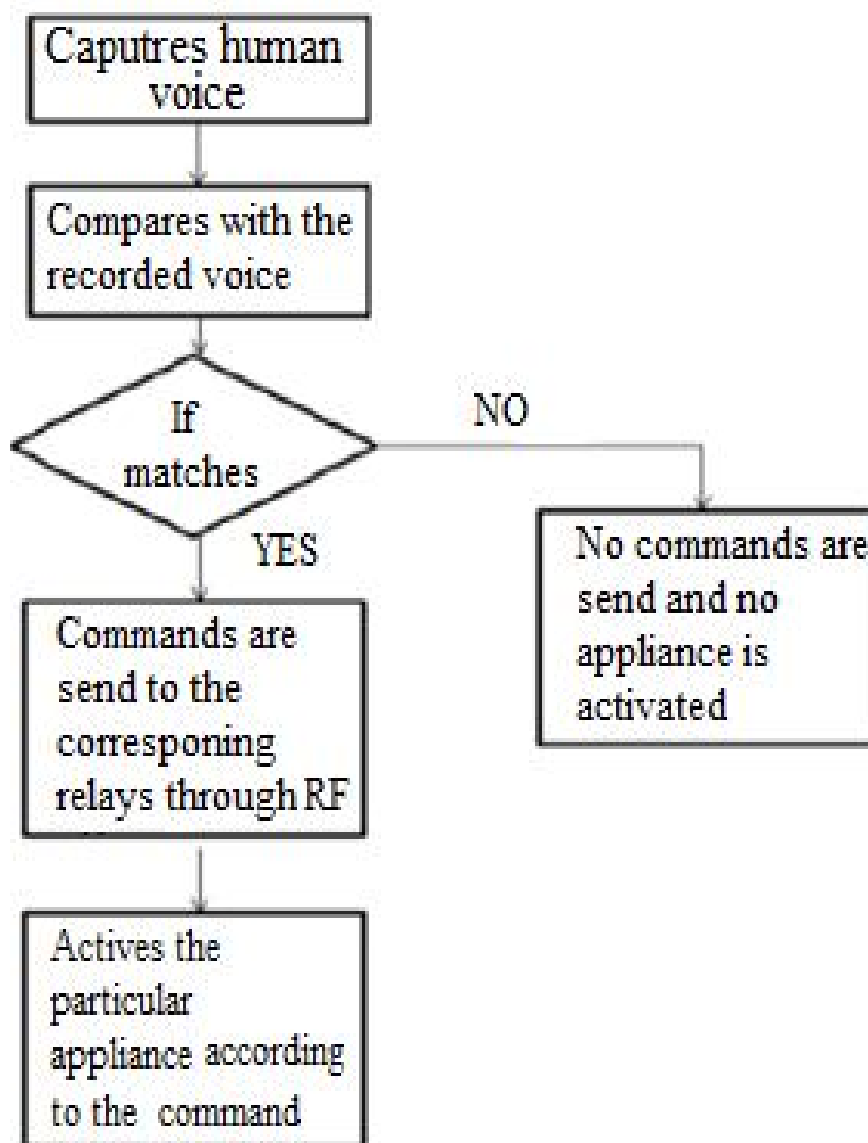 Caputres human
voice
Compares with the
recorded voice
If
matches
NO
YES
No commands are
send and no
appliance is
activated
Commands are
send to the
corresponing
relays through RF
Actives the
particular
appliance according
to the command